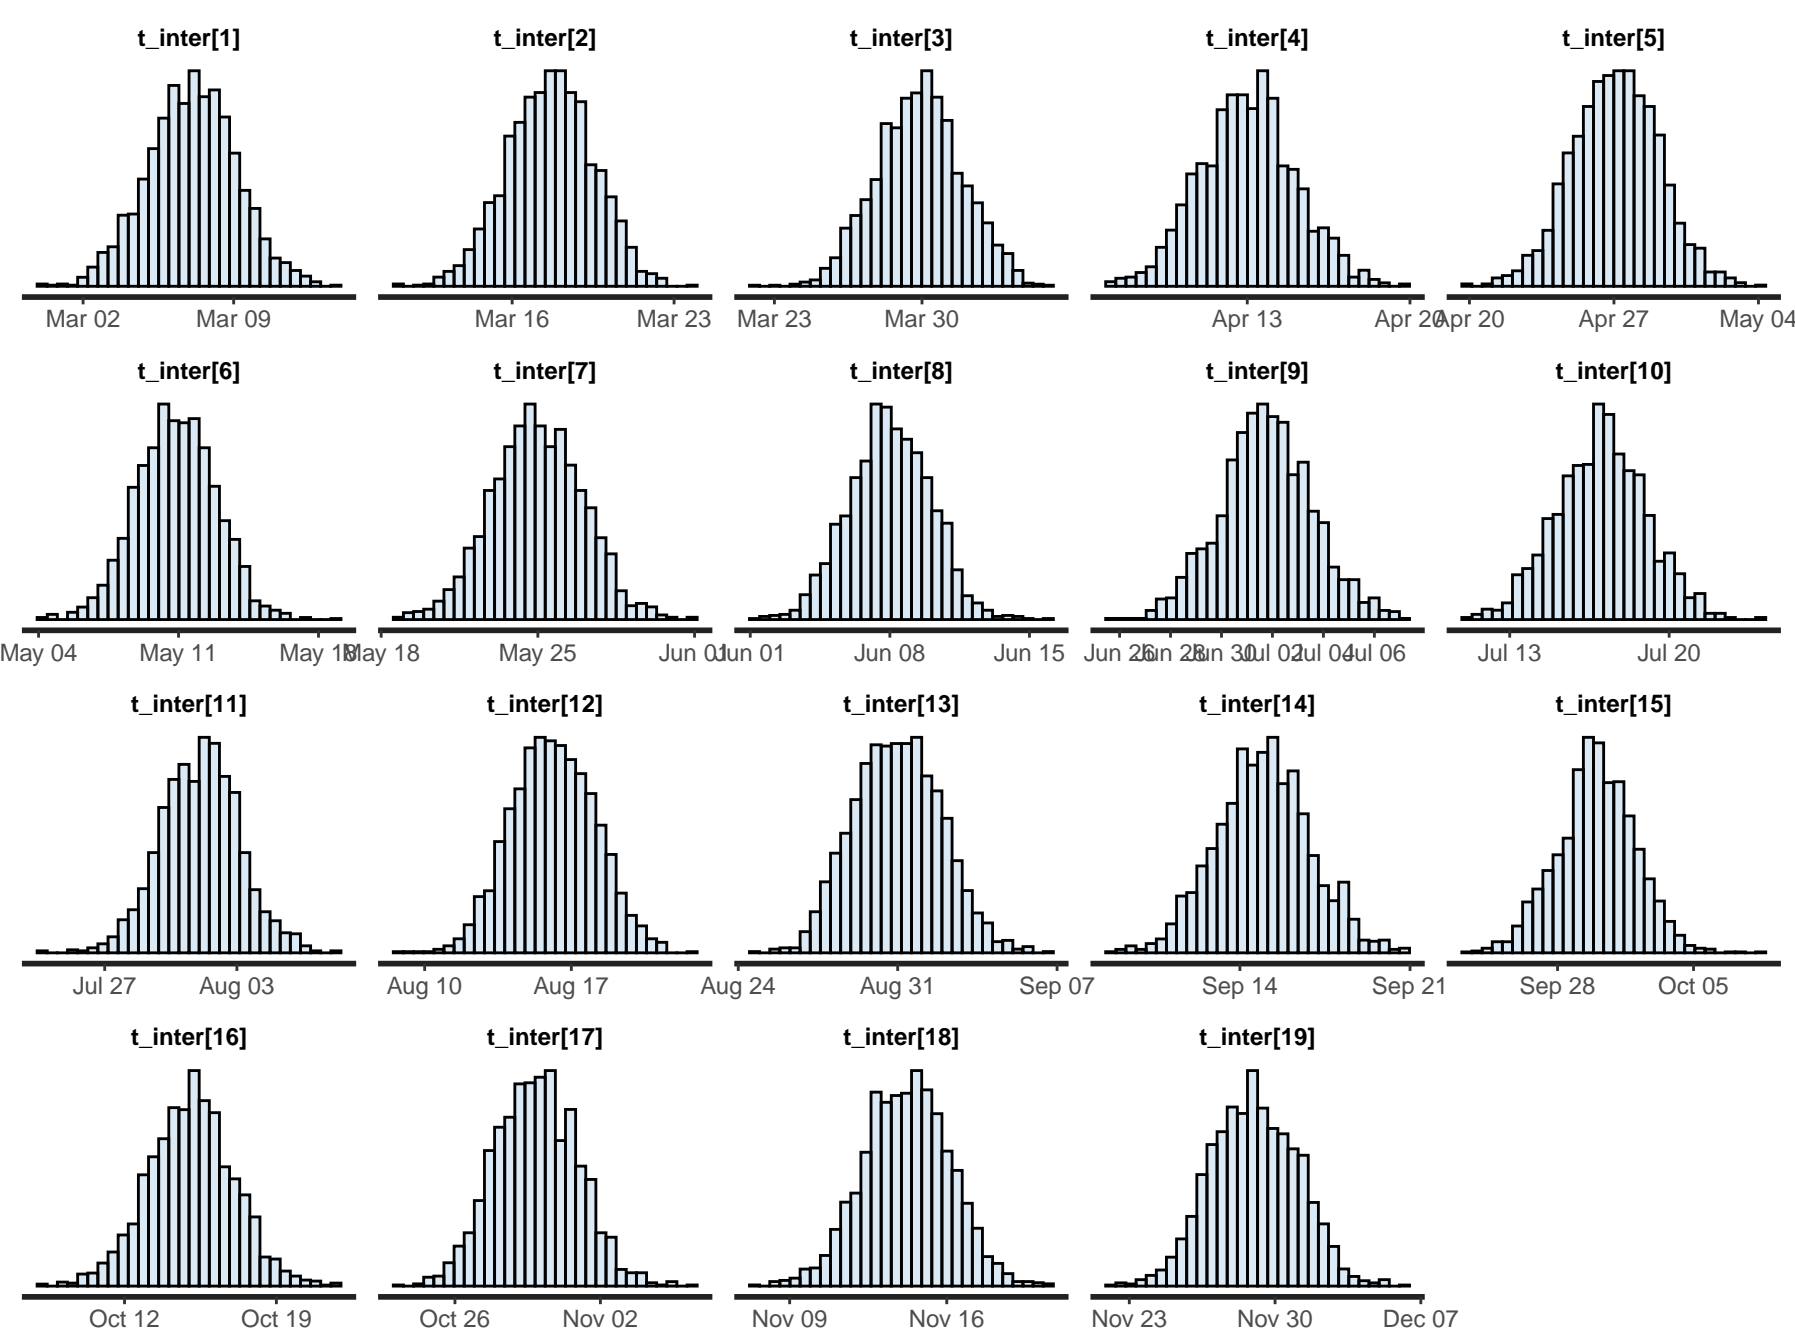 t_inter[1] t_inter[2] t_inter[3] t_inter[4] t_inter[5]
Mar 02 Mar 09 Mar 16 Mar 23 Mar 23 Mar 30 Apr 13 Apr 20 Apr 20 Apr 27 May 04
t_inter[6] t_inter[7] t_inter[8] t_inter[9] t_inter[10]
May 04 May 11 May 18 May 18 May 25 Jun 01 Jun 01 Jun 08 Jun 15 Jun 26 Jun 28 Jun 30 Jul 02 Jul 04 Jul 06 Jul 13 Jul 20
t_inter[11] t_inter[12] t_inter[13] t_inter[14] t_inter[15]
Jul 27 Aug 03 Aug 10 Aug 17 Aug 24 Aug 31 Sep 07 Sep 14 Sep 21 Sep 28 Oct 05
t_inter[16] t_inter[17] t_inter[18] t_inter[19]
Oct 12 Oct 19 Oct 26 Nov 02 Nov 09 Nov 16 Nov 23 Nov 30 Dec 07